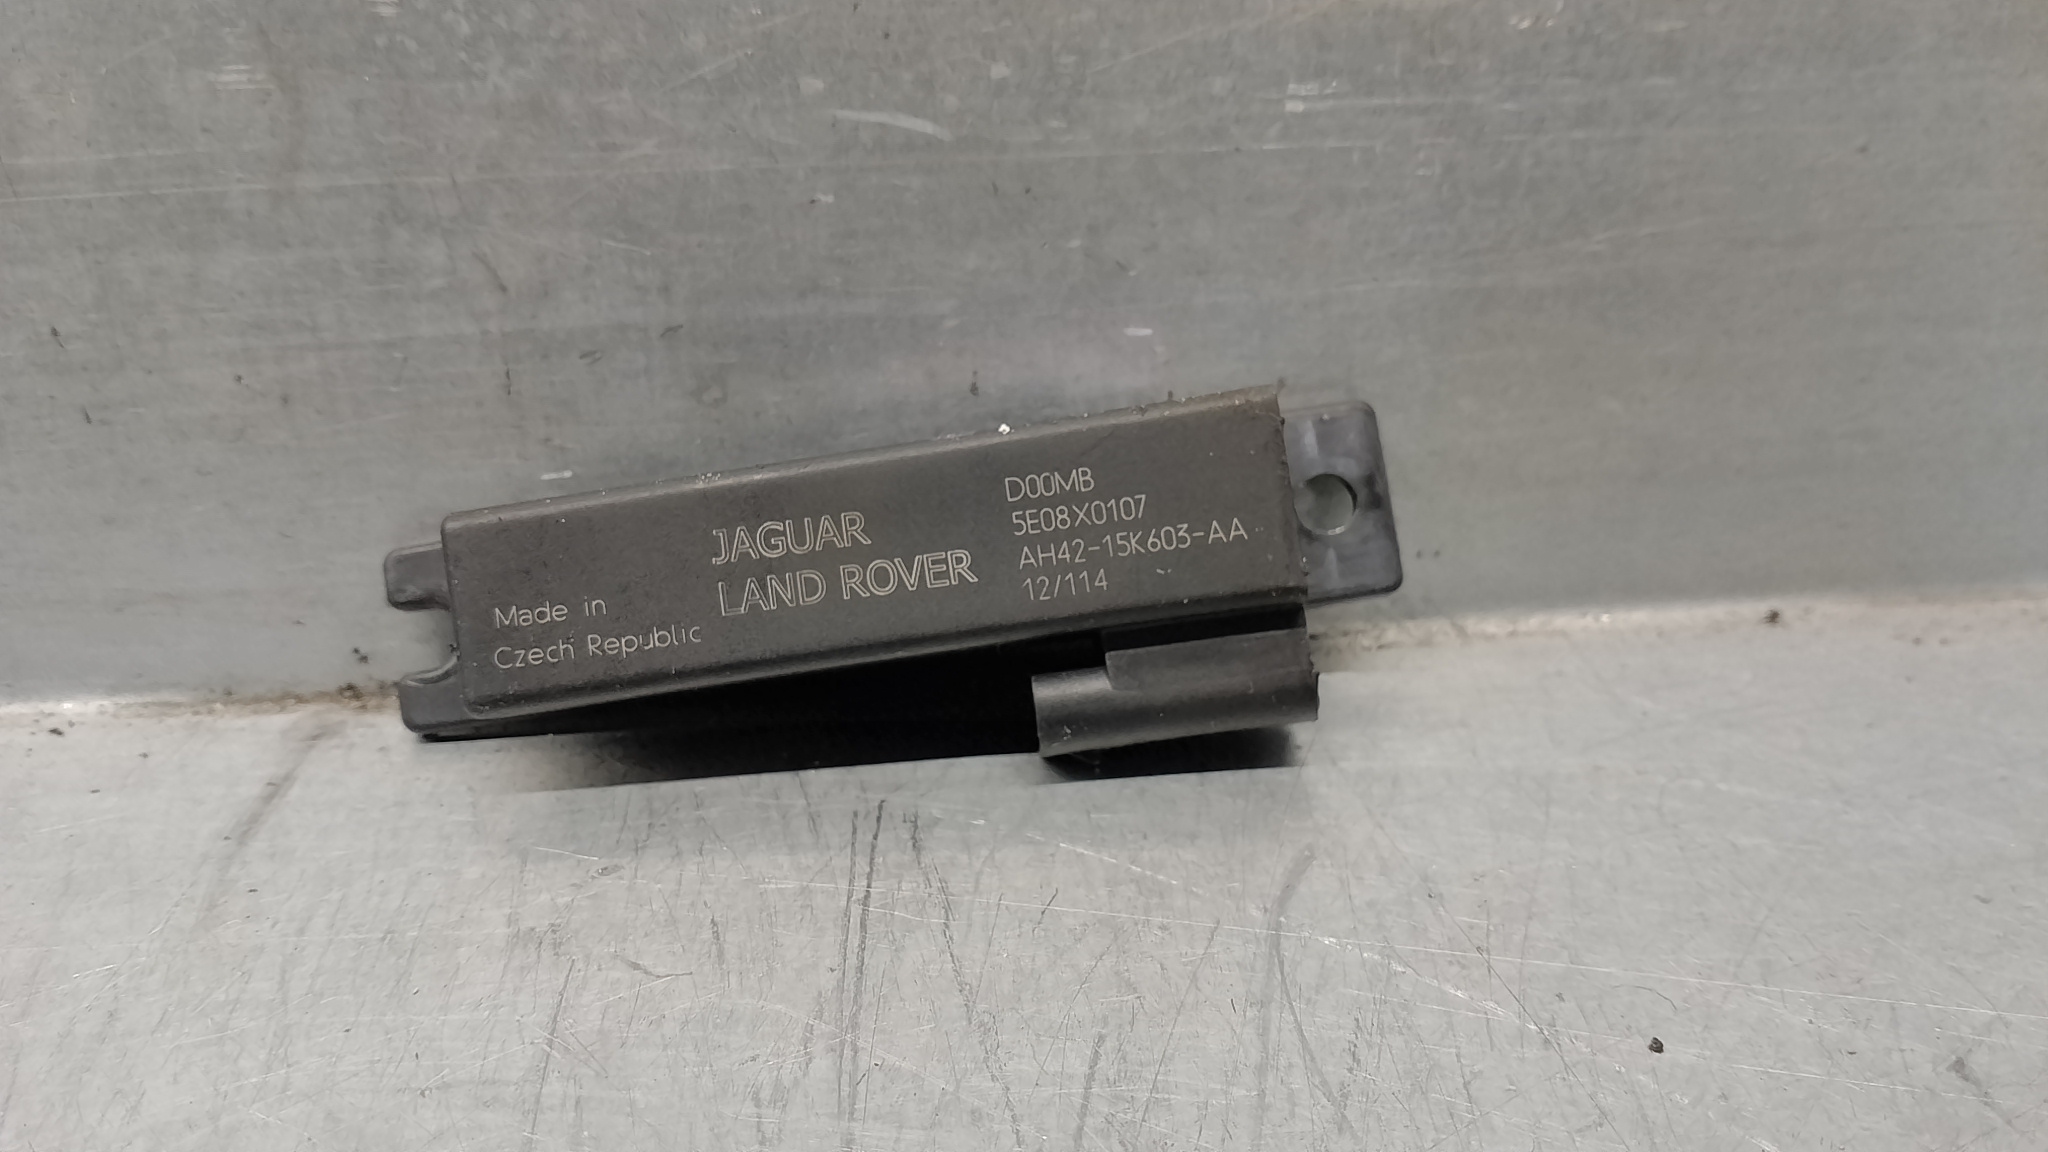 Made in
Czech Republic
JAGUAR
LAND ROVER
D00MB
5E08X0107
AH42-15K603-AA
12/114